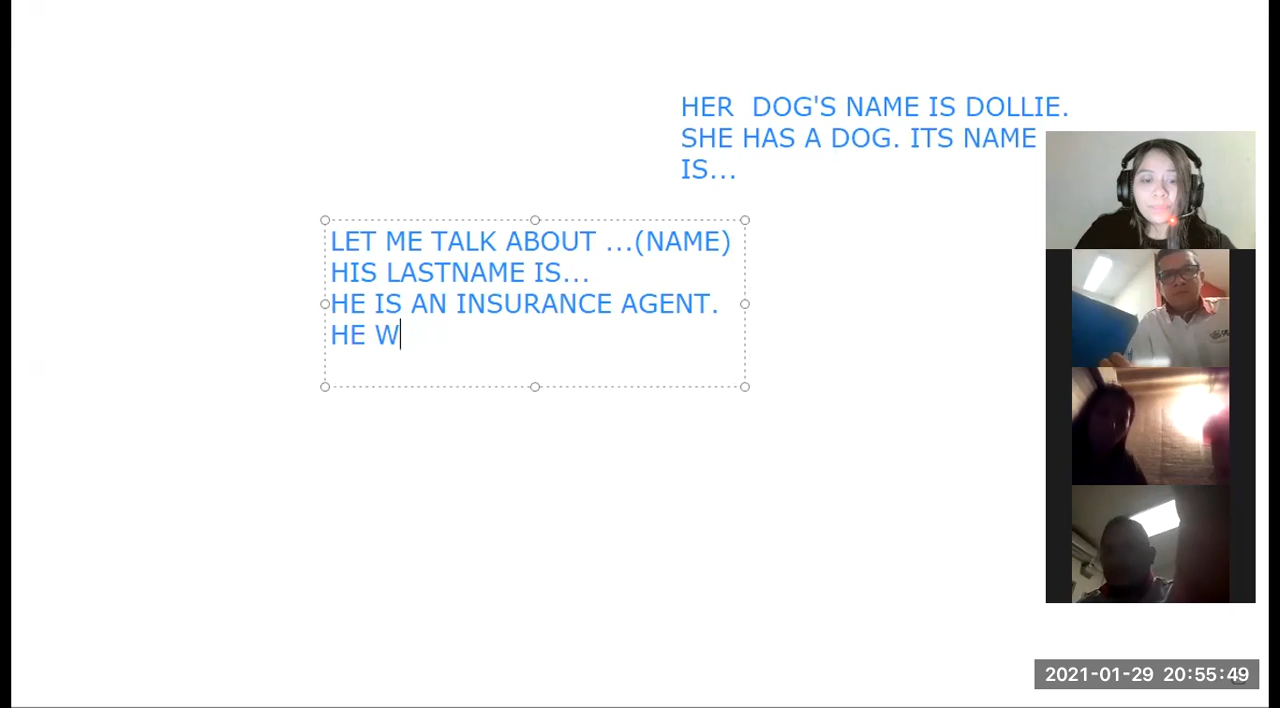 HER DOG'S NAME IS DOLLIE.
SHE HAS A DOG. ITS NAME
IS...
LET ME TALK ABOUT ...(NAME)
HIS LASTNAME IS...
HE IS AN INSURANCE AGENT.
HE W
2021-01-29 20:55:49